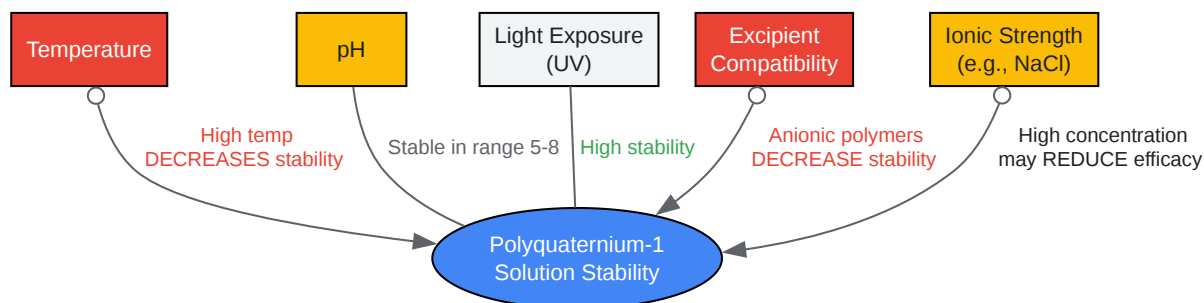 Temperature
pH
Light Exposure
(UV)
Excipient
Compatibility
Ionic Strength
(e.g., NaCl)
High temp
DECREASES stability
Stable in range 5-8
High stability
Anionic polymers
DECREASE stability
High concentration
may REDUCE efficacy
Polyquaternium-1
Solution Stability